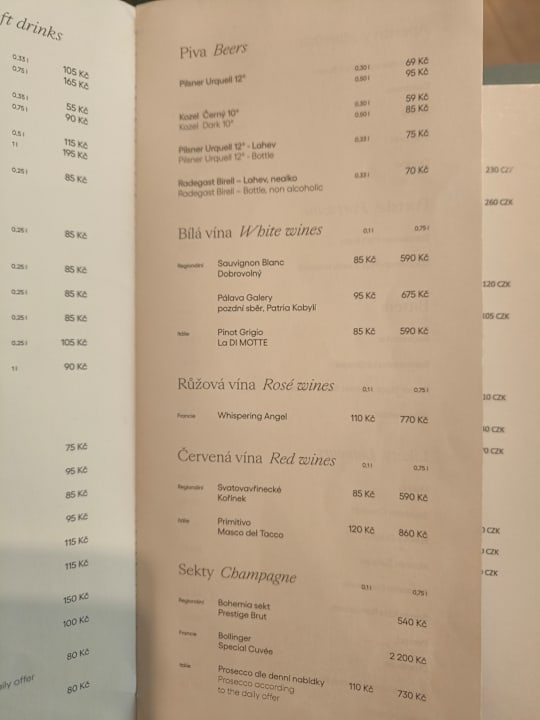 ft drinks
0,33 l
0,75 l 105 Kč
165 Kč
0,33 l
0,75 l 55 Kč
90 Kč
0,5 l
1 l 115 Kč
195 Kč
0,25 l 85 Kč
0,25 l 85 Kč
0,25 l 85 Kč
0,25 l 85 Kč
0,25 l 85 Kč
0,25 l 105 Kč
1 l 90 Kč
75 Kč
95 Kč
85 Kč
95 Kč
115 Kč
115 Kč
150 Kč
100 Kč
80 Kč
ily offer
80 Kč
Piva Beers
Pilsner Urquell 12° 0,30 l 69 Kč
0,50 l 95 Kč
Kozel Černý 10° 0,30 l 59 Kč
Kozel Dark 10° 0,50 l 85 Kč
Pilsner Urquell 12° - Lahev 0,33 l 75 Kč
Pilsner Urquell 12° - Bottle
Radegast Birell – Lahev, nealko 0,33 l 70 Kč
Radegast Birell – Bottle, non alcoholic
Bílá vína White wines 0,1 l 0,75 l
Regionální Sauvignon Blanc 85 Kč 590 Kč
Dobrovolný
Pálava Galery 95 Kč 675 Kč
pozdní sběr, Patria Kobylí
Itálie Pinot Grigio 85 Kč 590 Kč
La DI MOTTE
Růžová vína Rosé wines 0,1 l 0,75 l
Francie Whispering Angel 110 Kč 770 Kč
Červená vína Red wines 0,1 l 0,75 l
Regionální Svatovavřinecké 85 Kč 590 Kč
Kořínek
Itálie Primitivo 120 Kč 860 Kč
Masco del Tacco
Sekty Champagne 0,1 l 0,75 l
Regionální Bohemia sekt
Prestige Brut 540 Kč
Francie Bollinger
Special Cuvée 2 200 Kč
Itálie Prosecco dle denní nabídky
Prosecco according 110 Kč 730 Kč
to the daily offer
230 CZK
260 CZK
120 CZK
105 CZK
10 CZK
0 CZK
0 CZK
CZK
CZK
CZK